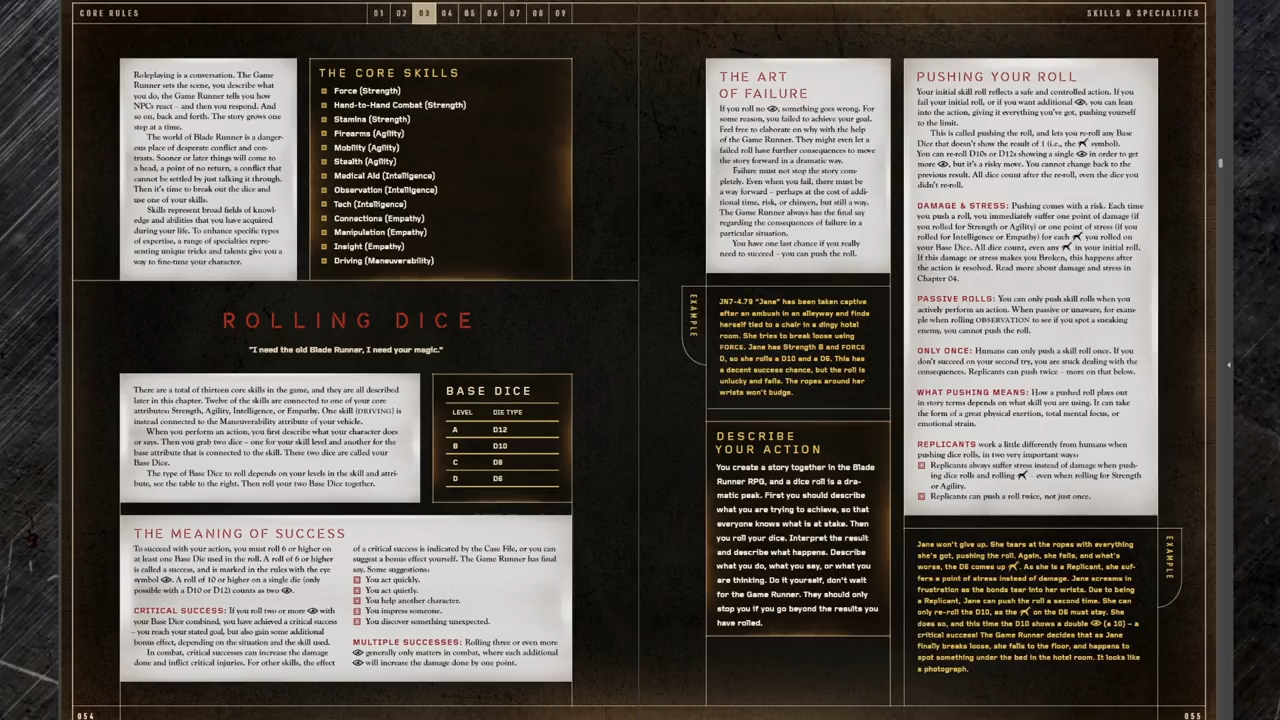 CORE RULES
01 02 03 04 05 06 07 08 09
SKILLS & SPECIALTIES
Roleplaying is a conversation. The Game
Runner sets the scene, you describe what
you do, the Game Runner tells you how
NPCs react – and then you respond. And
so on, back and forth. The story grows one
step at a time.
The world of Blade Runner is a danger-
ous place of desperate conflict and con-
trasts. Sooner or later things will come to
a head, a point of no return, a conflict that
cannot be settled by just talking it through.
Then it's time to break out the dice and
use one of your skills.
Skills represent broad fields of knowl-
edge and abilities that you have acquired
during your life. To enhance specific types
of expertise, a range of specialties repre-
senting unique tricks and talents give you a
way to fine-tune your character.
THE CORE SKILLS
Force (Strength)
Hand-to-Hand Combat (Strength)
Stamina (Strength)
Firearms (Agility)
Mobility (Agility)
Stealth (Agility)
Medical Aid (Intelligence)
Observation (Intelligence)
Tech (Intelligence)
Connections (Empathy)
Manipulation (Empathy)
Insight (Empathy)
Driving (Maneuverability)
ROLLING DICE
"I need the old Blade Runner, I need your magic."
There are a total of thirteen core skills in the game, and they are all described
later in this chapter. Twelve of the skills are connected to one of your core
attributes: Strength, Agility, Intelligence, or Empathy. One skill (DRIVING) is
instead connected to the Maneuverability attribute of your vehicle.
When you perform an action, you first describe what your character does
or says. Then you grab two dice – one for your skill level and another for the
base attribute that is connected to the skill. These two dice are called your
Base Dice.
The type of Base Dice to roll depends on your levels in the skill and attri-
bute, see the table to the right. Then roll your two Base Dice together.
BASE DICE
LEVEL DIE TYPE
A D12
B D10
C D8
D D6
THE MEANING OF SUCCESS
To succeed with your action, you must roll 6 or higher on
at least one Base Die used in the roll. A roll of 6 or higher
is called a success, and is marked in the rules with the eye
symbol . A roll of 10 or higher on a single die (only
possible with a D10 or D12) counts as two .
CRITICAL SUCCESS: If you roll two or more with
your Base Dice combined, you have achieved a critical success
– you reach your stated goal, but also gain some additional
bonus effect, depending on the situation and the skill used.
In combat, critical successes can increase the damage
done and inflict critical injuries. For other skills, the effect
of a critical success is indicated by the Case File, or you can
suggest a bonus effect yourself. The Game Runner has final
say. Some suggestions:
You act quickly.
You act quietly.
You help another character.
You impress someone.
You discover something unexpected.
MULTIPLE SUCCESSES: Rolling three or even more
generally only matters in combat, where each additional
will increase the damage done by one point.
054
THE ART
OF FAILURE
If you roll no , something goes wrong. For
some reason, you failed to achieve your goal.
Feel free to elaborate on why with the help
of the Game Runner. They might even let a
failed roll have further consequences to move
the story forward in a dramatic way.
Failure must not stop the story com-
pletely. Even when you fail, there must be
a way forward – perhaps at the cost of addi-
tional time, risk, or chinyen, but still a way.
The Game Runner always has the final say
regarding the consequences of failure in a
particular situation.
You have one last chance if you really
need to succeed – you can push the roll.
EXAMPLE
JN7-4.79 "Jane" has been taken captive
after an ambush in an alleyway and finds
herself tied to a chair in a dingy hotel
room. She tries to break loose using
FORCE. Jane has Strength B and FORCE
D, so she rolls a D10 and a D6. This has
a decent success chance, but the roll is
unlucky and fails. The ropes around her
wrists won't budge.
DESCRIBE
YOUR ACTION
You create a story together in the Blade
Runner RPG, and a dice roll is a dra-
matic peak. First you should describe
what you are trying to achieve, so that
everyone knows what is at stake. Then
you roll your dice. Interpret the result
and describe what happens. Describe
what you do, what you say, or what you
are thinking. Do it yourself, don't wait
for the Game Runner. They should only
stop you if you go beyond the results you
have rolled.
PUSHING YOUR ROLL
Your initial skill roll reflects a safe and controlled action. If you
fail your initial roll, or if you want additional , you can lean
into the action, giving it everything you've got, pushing yourself
to the limit.
This is called pushing the roll, and lets you re-roll any Base
Dice that doesn't show the result of 1 (i.e., the symbol).
You can re-roll D10s or D12s showing a single in order to get
more , but it's a risky move. You cannot change back to the
previous result. All dice count after the re-roll, even the dice you
didn't re-roll.
DAMAGE & STRESS: Pushing comes with a risk. Each time
you push a roll, you immediately suffer one point of damage (if
you rolled for Strength or Agility) or one point of stress (if you
rolled for Intelligence or Empathy) for each you rolled on
your Base Dice. All dice count, even any in your initial roll.
If this damage or stress makes you Broken, this happens after
the action is resolved. Read more about damage and stress in
Chapter 04.
PASSIVE ROLLS: You can only push skill rolls when you
actively perform an action. When passive or unaware, for exam-
ple when rolling OBSERVATION to see if you spot a sneaking
enemy, you cannot push the roll.
ONLY ONCE: Humans can only push a skill roll once. If you
don't succeed on your second try, you are stuck dealing with the
consequences. Replicants can push twice – more on that below.
WHAT PUSHING MEANS: How a pushed roll plays out
in story terms depends on what skill you are using. It can take
the form of a great physical exertion, total mental focus, or
emotional strain.
REPLICANTS work a little differently from humans when
pushing dice rolls, in two very important ways:
Replicants always suffer stress instead of damage when push-
ing dice rolls and rolling – even when rolling for Strength
or Agility.
Replicants can push a roll twice, not just once.
EXAMPLE
Jane won't give up. She tears at the ropes with everything
she's got, pushing the roll. Again, she fails, and what's
worse, the D6 comes up . As she is a Replicant, she suf-
fers a point of stress instead of damage. Jane screams in
frustration as the bonds tear into her wrists. Due to being
a Replicant, Jane can push the roll a second time. She can
only re-roll the D10, as the on the D6 must stay. She
does so, and this time the D10 shows a double (a 10) – a
critical success! The Game Runner decides that as Jane
finally breaks loose, she falls to the floor, and happens to
spot something under the bed in the hotel room. It looks like
a photograph.
055